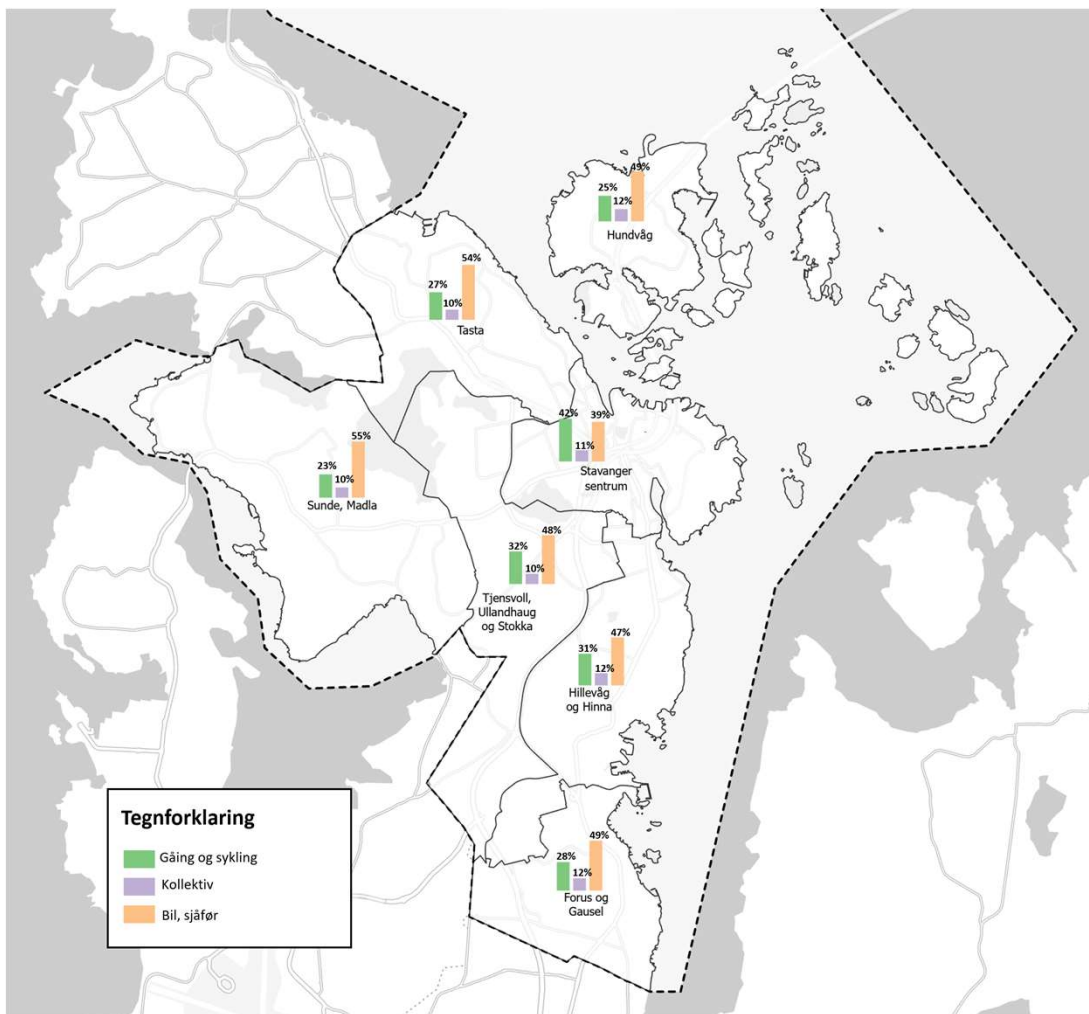 49%
25%
12%
Hundvåg
54%
27%
10%
Tasta
42%
39%
11%
Stavanger
sentrum
55%
23%
10%
Sunde, Madla
48%
32%
10%
Tjensvoll,
Ullandhaug
og Stokka
47%
31%
12%
Hillevåg
og Hinna
49%
28%
12%
Forus og
Gausel
Tegnforklaring
Gåing og sykling
Kollektiv
Bil, sjåfør